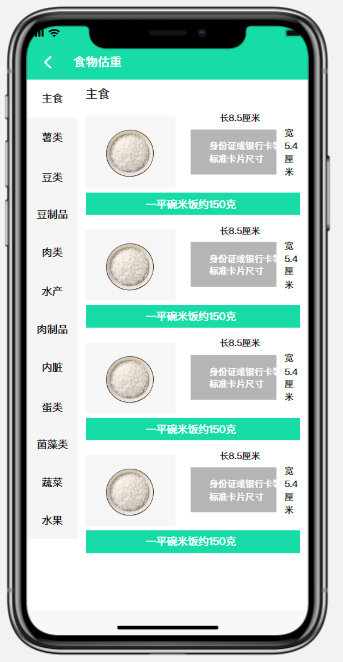 食物估重
主食
薯类
豆类
豆制品
肉类
水产
肉制品
内脏
蛋类
菌藻类
蔬菜
水果
主食
长8.5厘米
身份证或银行卡等
标准卡片尺寸
宽
5.4
厘
米
一平碗米饭约150克
长8.5厘米
身份证或银行卡等
标准卡片尺寸
宽
5.4
厘
米
一平碗米饭约150克
长8.5厘米
身份证或银行卡等
标准卡片尺寸
宽
5.4
厘
米
一平碗米饭约150克
长8.5厘米
身份证或银行卡等
标准卡片尺寸
宽
5.4
厘
米
一平碗米饭约150克